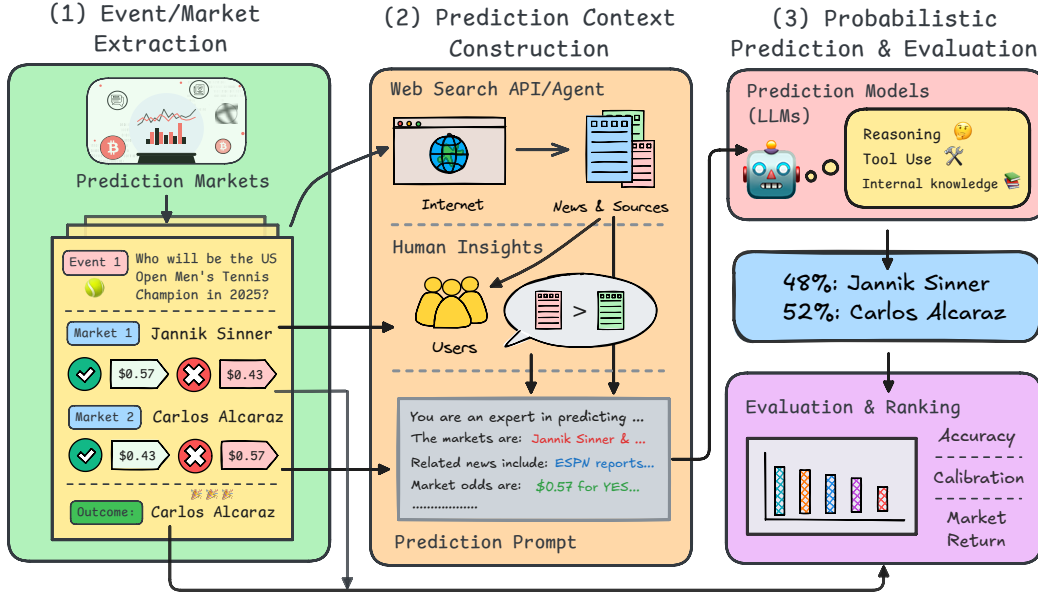 (1) Event/Market
Extraction
Prediction Markets
Event 1
Who will be the US
Open Men's Tennis
Champion in 2025?
Market 1
Jannik Sinner
$0.57
$0.43
Market 2
Carlos Alcaraz
$0.43
$0.57
Outcome:
Carlos Alcaraz
(2) Prediction Context
Construction
Web Search API/Agent
Internet
News & Sources
Human Insights
>
Users
You are an expert in predicting ...
The markets are: Jannik Sinner & ...
Related news include: ESPN reports...
Market odds are: $0.57 for YES...
..................
Prediction Prompt
(3) Probabilistic
Prediction & Evaluation
Prediction Models
(LLMs)
Reasoning
Tool Use
Internal knowledge
48%: Jannik Sinner
52%: Carlos Alcaraz
Evaluation & Ranking
Accuracy
Calibration
Market
Return